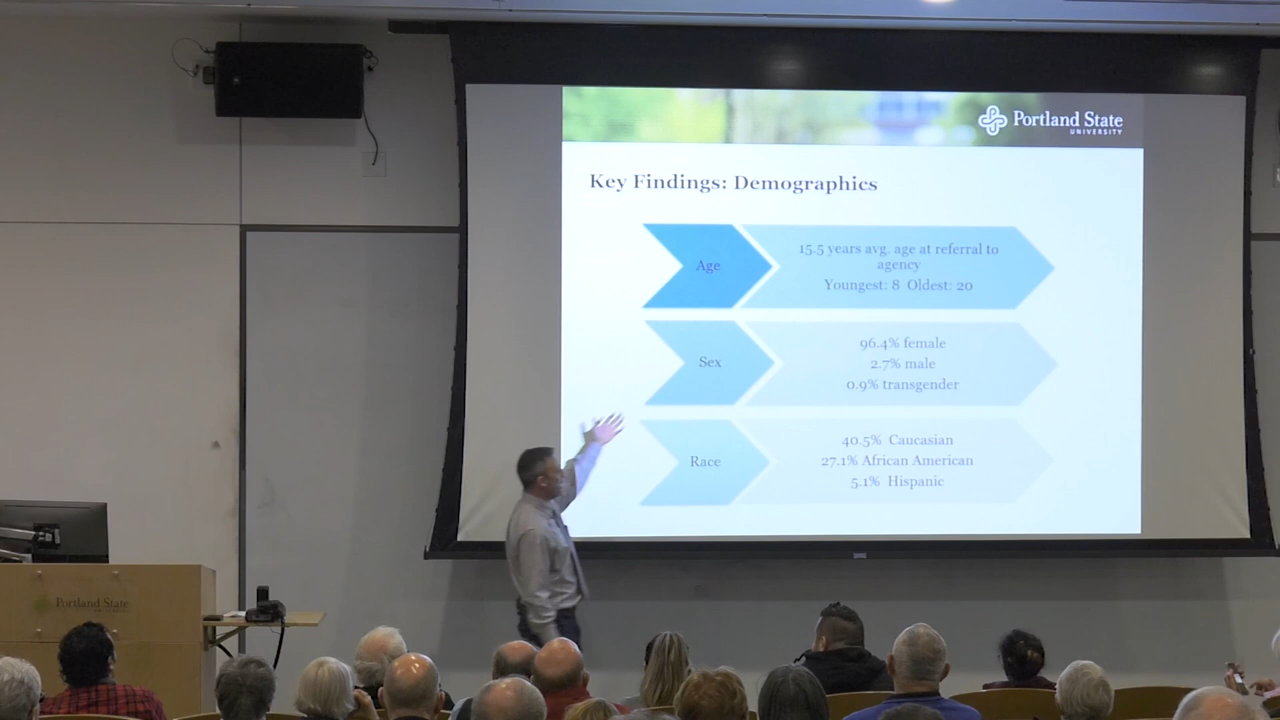 Portland State
UNIVERSITY
Key Findings: Demographics
Age
15.5 years avg. age at referral to
agency
Youngest: 8 Oldest: 20
Sex
96.4% female
2.7% male
0.9% transgender
Race
40.5% Caucasian
27.1% African American
5.1% Hispanic
Portland State
UNIVERSITY